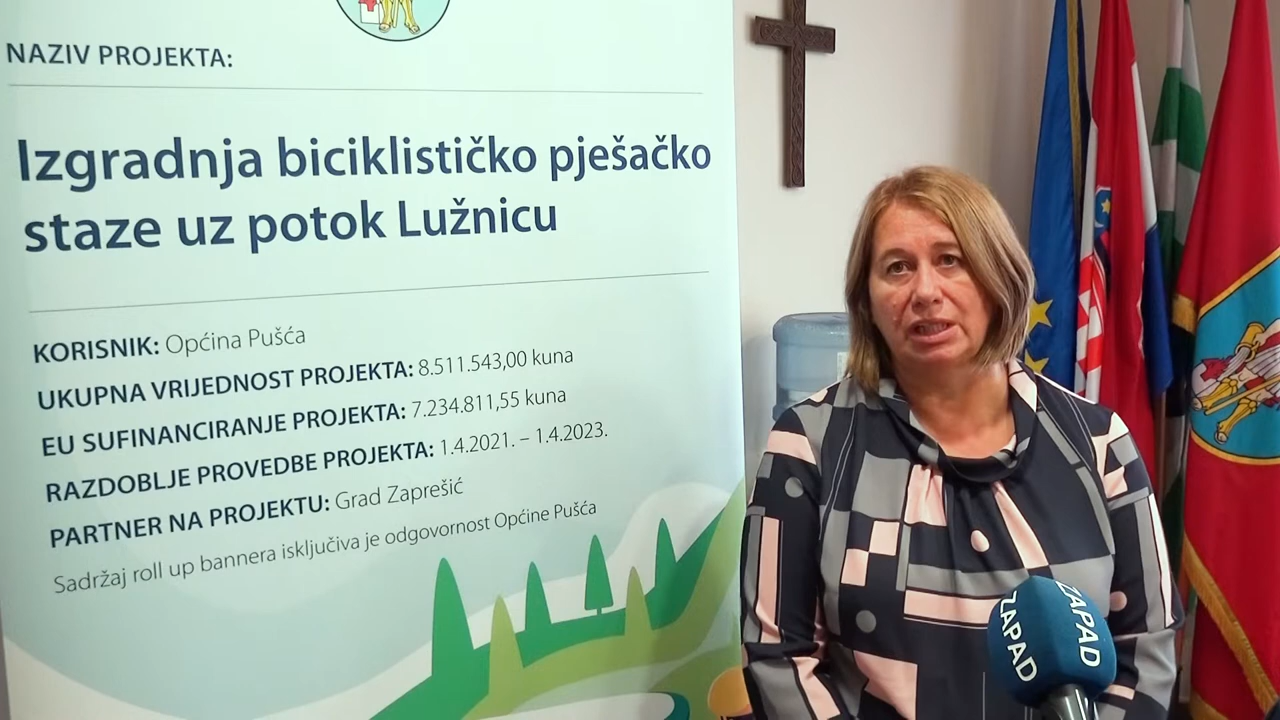 NAZIV PROJEKTA:
Izgradnja biciklističko pješačko
staze uz potok Lužnicu
KORISNIK: Općina Pušća
UKUPNA VRIJEDNOST PROJEKTA: 8.511.543,00 kuna
EU SUFINANCIRANJE PROJEKTA: 7.234.811,55 kuna
RAZDOBLJE PROVEDBE PROJEKTA: 1.4.2021. – 1.4.2023.
PARTNER NA PROJEKTU: Grad Zaprešić
Sadržaj roll up bannera isključiva je odgovornost Općine Pušća
ZAPAD
ZAPAD